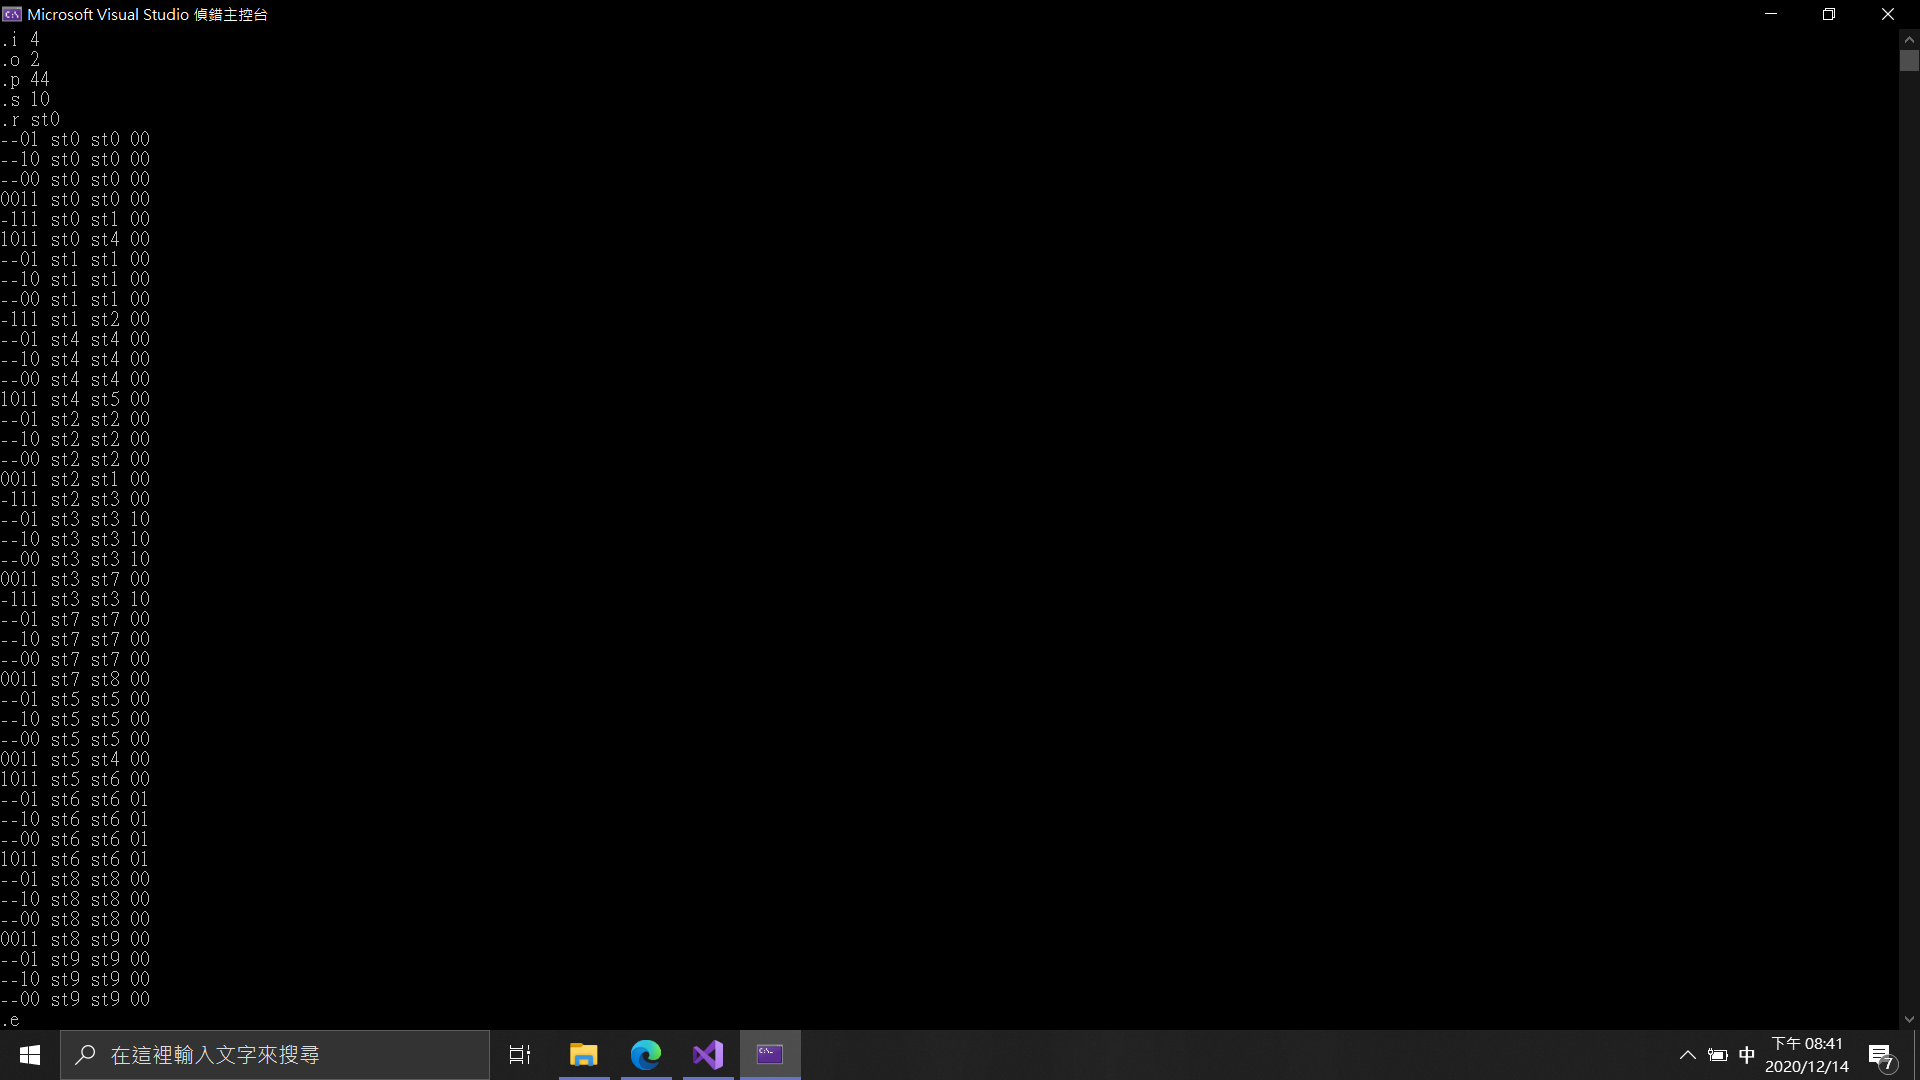 Microsoft Visual Studio 偵錯主控台
.i 4
.o 2
.p 44
.s 10
.r st0
--01 st0 st0 00
--10 st0 st0 00
--00 st0 st0 00
0011 st0 st0 00
-111 st0 st1 00
1011 st0 st4 00
--01 st1 st1 00
--10 st1 st1 00
--00 st1 st1 00
-111 st1 st2 00
--01 st4 st4 00
--10 st4 st4 00
--00 st4 st4 00
1011 st4 st5 00
--01 st2 st2 00
--10 st2 st2 00
--00 st2 st2 00
0011 st2 st1 00
-111 st2 st3 00
--01 st3 st3 10
--10 st3 st3 10
--00 st3 st3 10
0011 st3 st7 00
-111 st3 st3 10
--01 st7 st7 00
--10 st7 st7 00
--00 st7 st7 00
0011 st7 st8 00
--01 st5 st5 00
--10 st5 st5 00
--00 st5 st5 00
0011 st5 st4 00
1011 st5 st6 00
--01 st6 st6 01
--10 st6 st6 01
--00 st6 st6 01
1011 st6 st6 01
--01 st8 st8 00
--10 st8 st8 00
--00 st8 st8 00
0011 st8 st9 00
--01 st9 st9 00
--10 st9 st9 00
--00 st9 st9 00
.e
在這裡輸入文字來搜尋
中
下午 08:41
2020/12/14
7